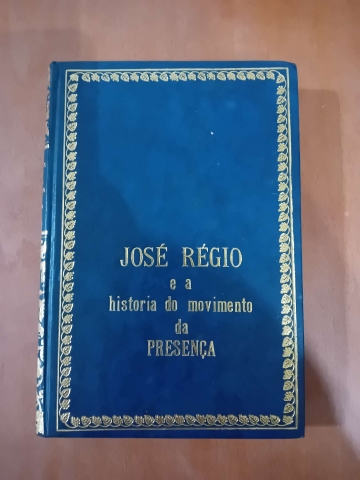 JOSÉ RÉGIO
e a
historia do movimento
da
PRESENÇA